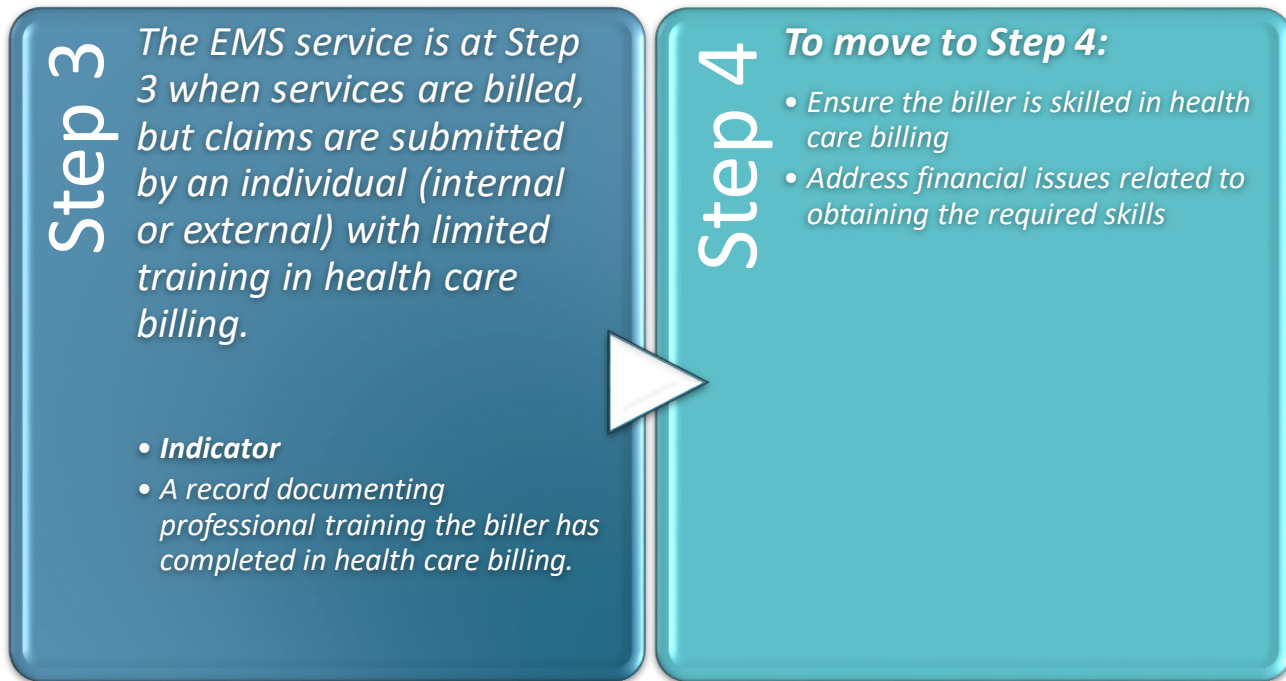 Step 3
The EMS service is at Step
3 when services are billed,
but claims are submitted
by an individual (internal
or external) with limited
training in health care
billing.
• Indicator
• A record documenting
professional training the biller has
completed in health care billing.
Step 4
To move to Step 4:
• Ensure the biller is skilled in health
care billing
• Address financial issues related to
obtaining the required skills